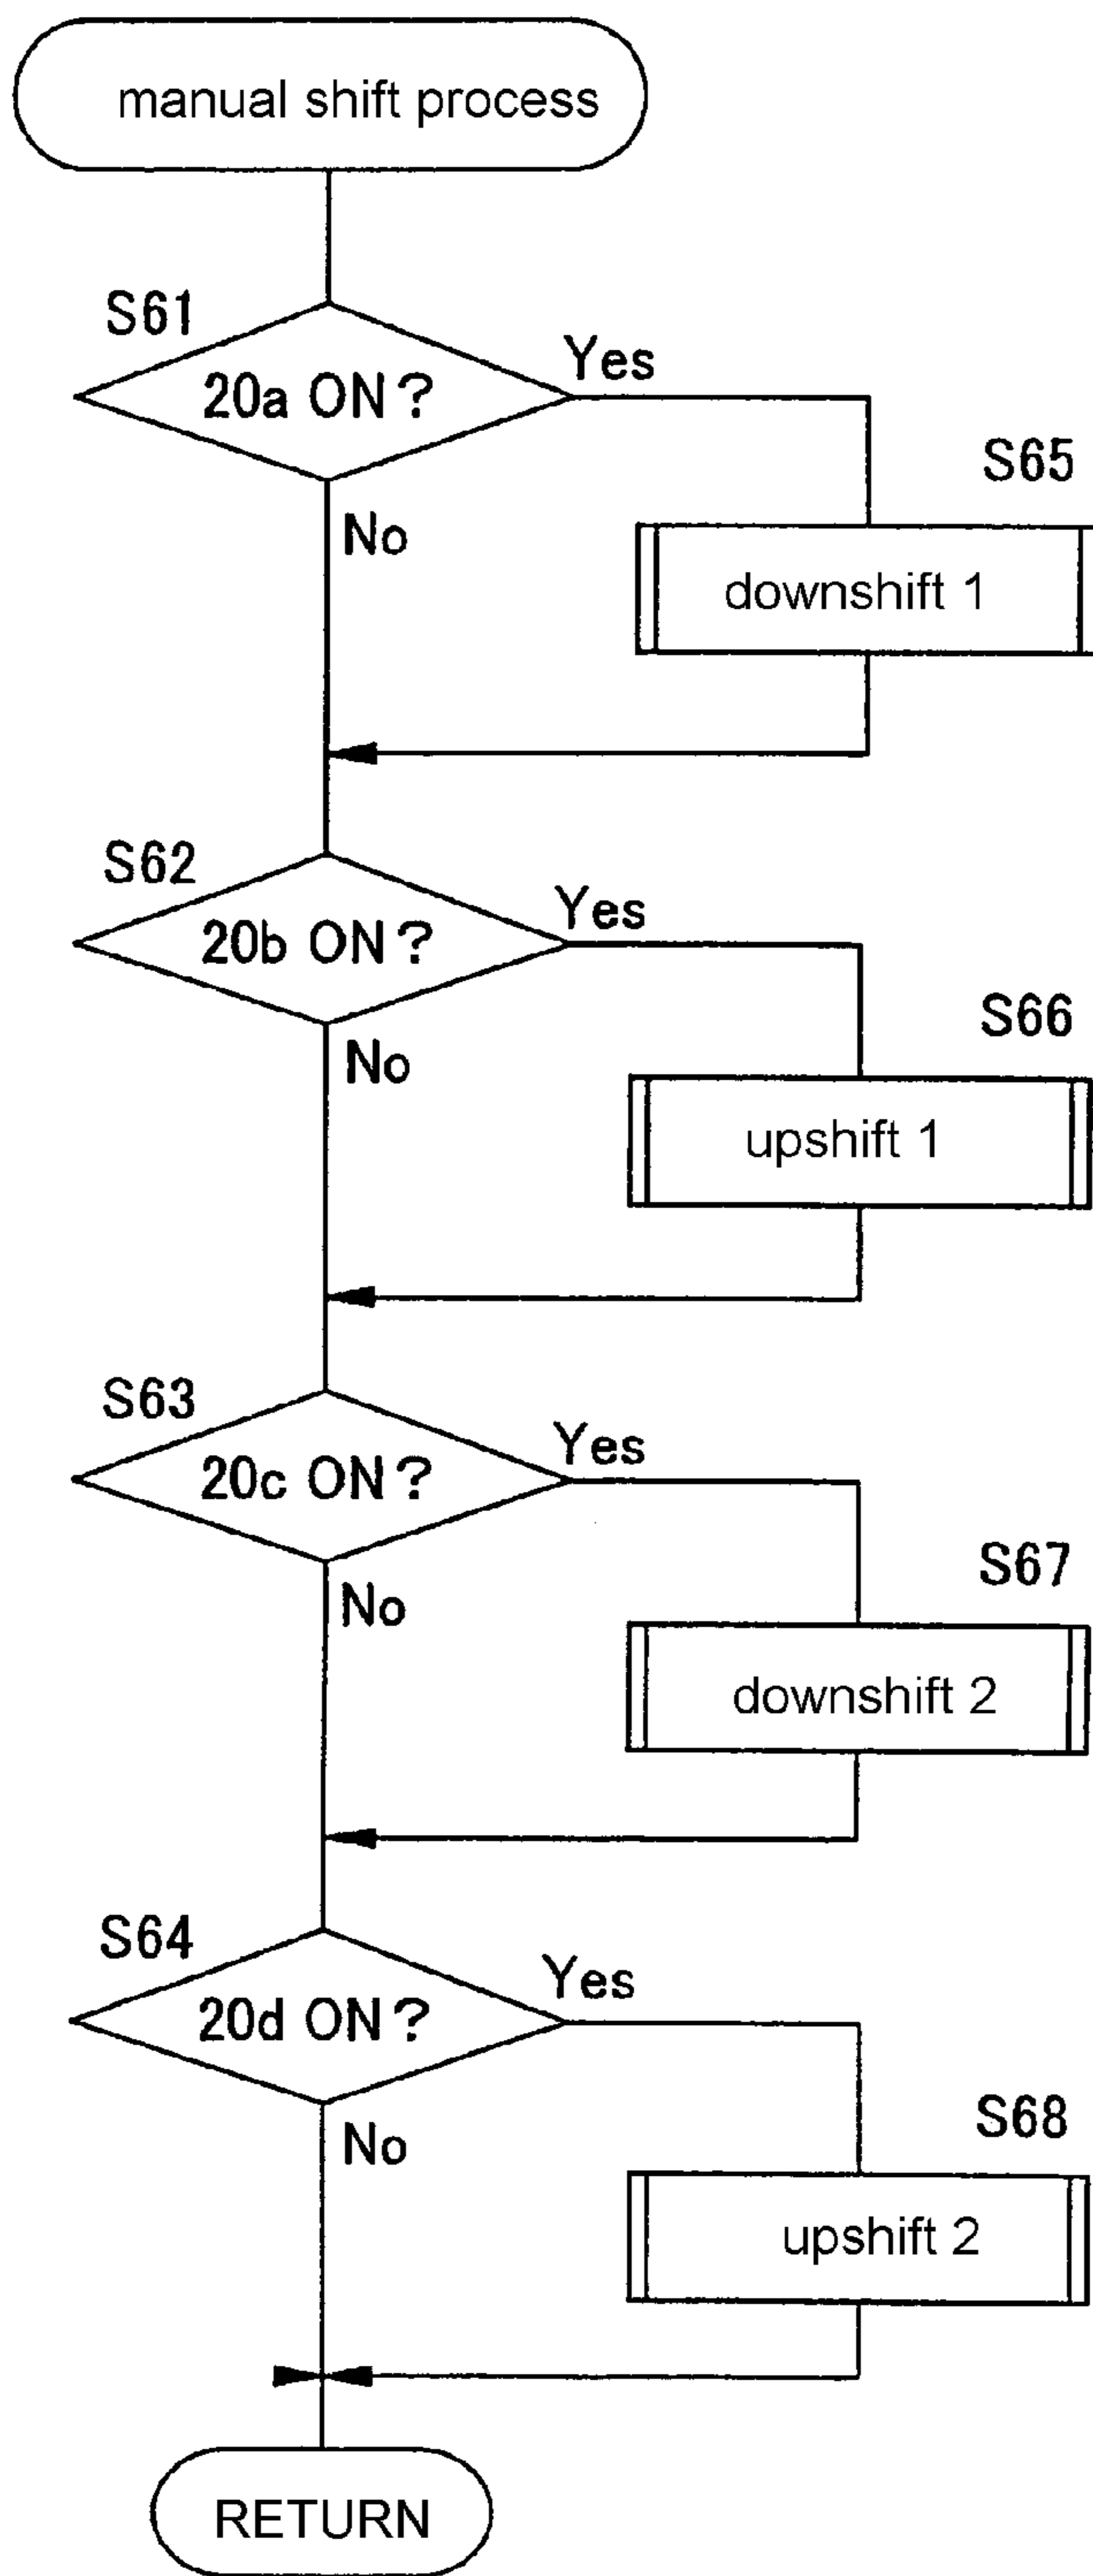 manual shift process
S61
20a ON?
Yes
No
S65
downshift 1
S62
20b ON?
Yes
No
S66
upshift 1
S63
20c ON?
Yes
No
S67
downshift 2
S64
20d ON?
Yes
No
S68
upshift 2
RETURN